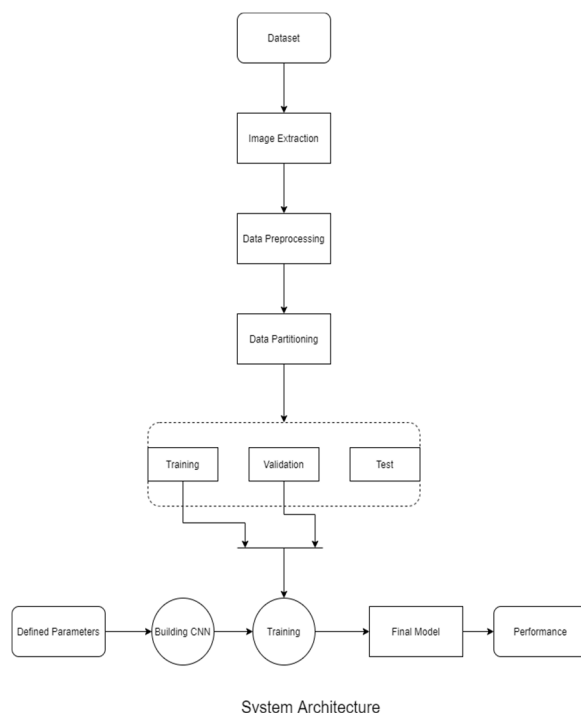 Dataset
Image Extraction
Data Preprocessing
Data Partitioning
Training
Validation
Test
Defined Parameters
Building CNN
Training
Final Model
Performance
System Architecture